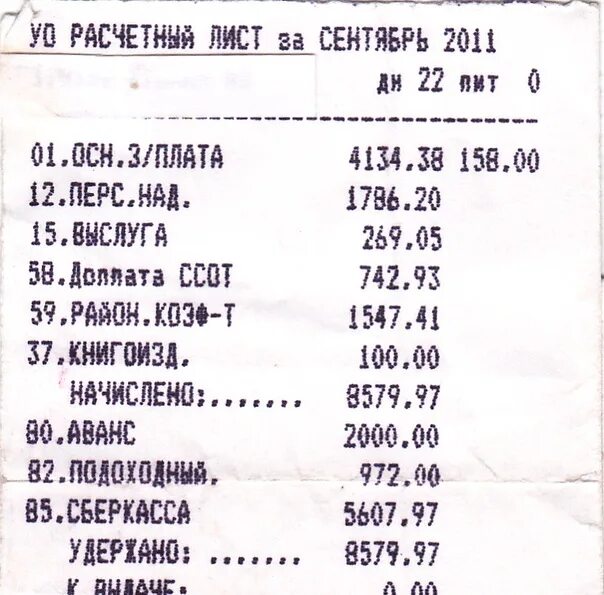 УО РАСЧЕТНЫЙ ЛИСТ за СЕНТЯБРЬ 2011
дн 22 пит 0
01.ОСН.З/ПЛАТА 4134.38 158.00
12.ПЕРС.НАД. 1786.20
15.ВЫСЛУГА 269.05
58.Доплата ССОТ 742.93
59.РАЙОН.КОЭФ-Т 1547.41
37.КНИГОИЗД. 100.00
НАЧИСЛЕНО:....... 8579.97
80.АВАНС 2000.00
82.ПОДОХОДНЫЙ. 972.00
85.СБЕРКАССА 5607.97
УДЕРЖАНО: ....... 8579.97
К ВЫДАЧЕ: 0.00